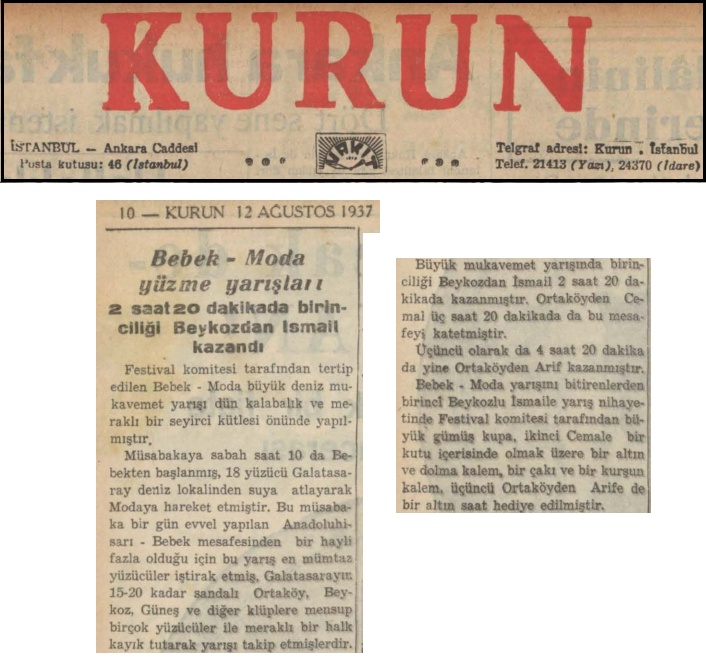 KURUN
İSTANBUL — Ankara Caddesi
Posta kutusu: 46 (Istanbul)
VAKIT
Telgraf adresi: Kurun . İstanbul
Telef. 21413 (Yazı), 24370 (Idare)
10 — KURUN 12 AĞUSTOS 1937
Bebek - Moda
yüzme yarışları
2 saat 20 dakikada birin-
ciliği Beykozdan Ismail
kazandı
Festival komitesi tarafından tertip
edilen Bebek - Moda büyük deniz mu-
kavemet yarışı dün kalabalık ve me-
raklı bir seyirci kütlesi önünde yapıl-
mıştır.
Müsabakaya sabah saat 10 da Be-
bekten başlanmış, 18 yüzücü Galatasa-
ray deniz lokalinden suya atlayarak
Modaya hareket etmiştir. Bu müsaba-
ka bir gün evvel yapılan Anadoluhi-
sarı - Bebek mesafesinden bir hayli
fazla olduğu için bu yarış en mümtaz
yüzücüler iştirak etmiş, Galatasarayın
15-20 kadar sandalı Ortaköy, Bey-
koz, Güneş ve diğer klüplere mensup
birçok yüzücüler ile meraklı bir halk
kayık tutarak yarışı takip etmişlerdir.
Büyük mukavemet yarışında birin-
ciliği Beykozdan İsmail 2 saat 20 da-
kikada kazanmıştır. Ortaköyden Ce-
mal üç saat 20 dakikada da bu mesa-
feyi katetmiştir.
Üçüncü olarak da 4 saat 20 dakika
da yine Ortaköyden Arif kazanmıştır.
Bebek - Moda yarışını bitirenlerden
birinci Beykozlu İsmaile yarış nihaye-
tinde Festival komitesi tarafından bü-
yük gümüş kupa, ikinci Cemale bir
kutu içerisinde olmak üzere bir altın
ve dolma kalem, bir çakı ve bir kurşun
kalem, üçüncü Ortaköyden Arife de
bir altın saat hediye edilmiştir.